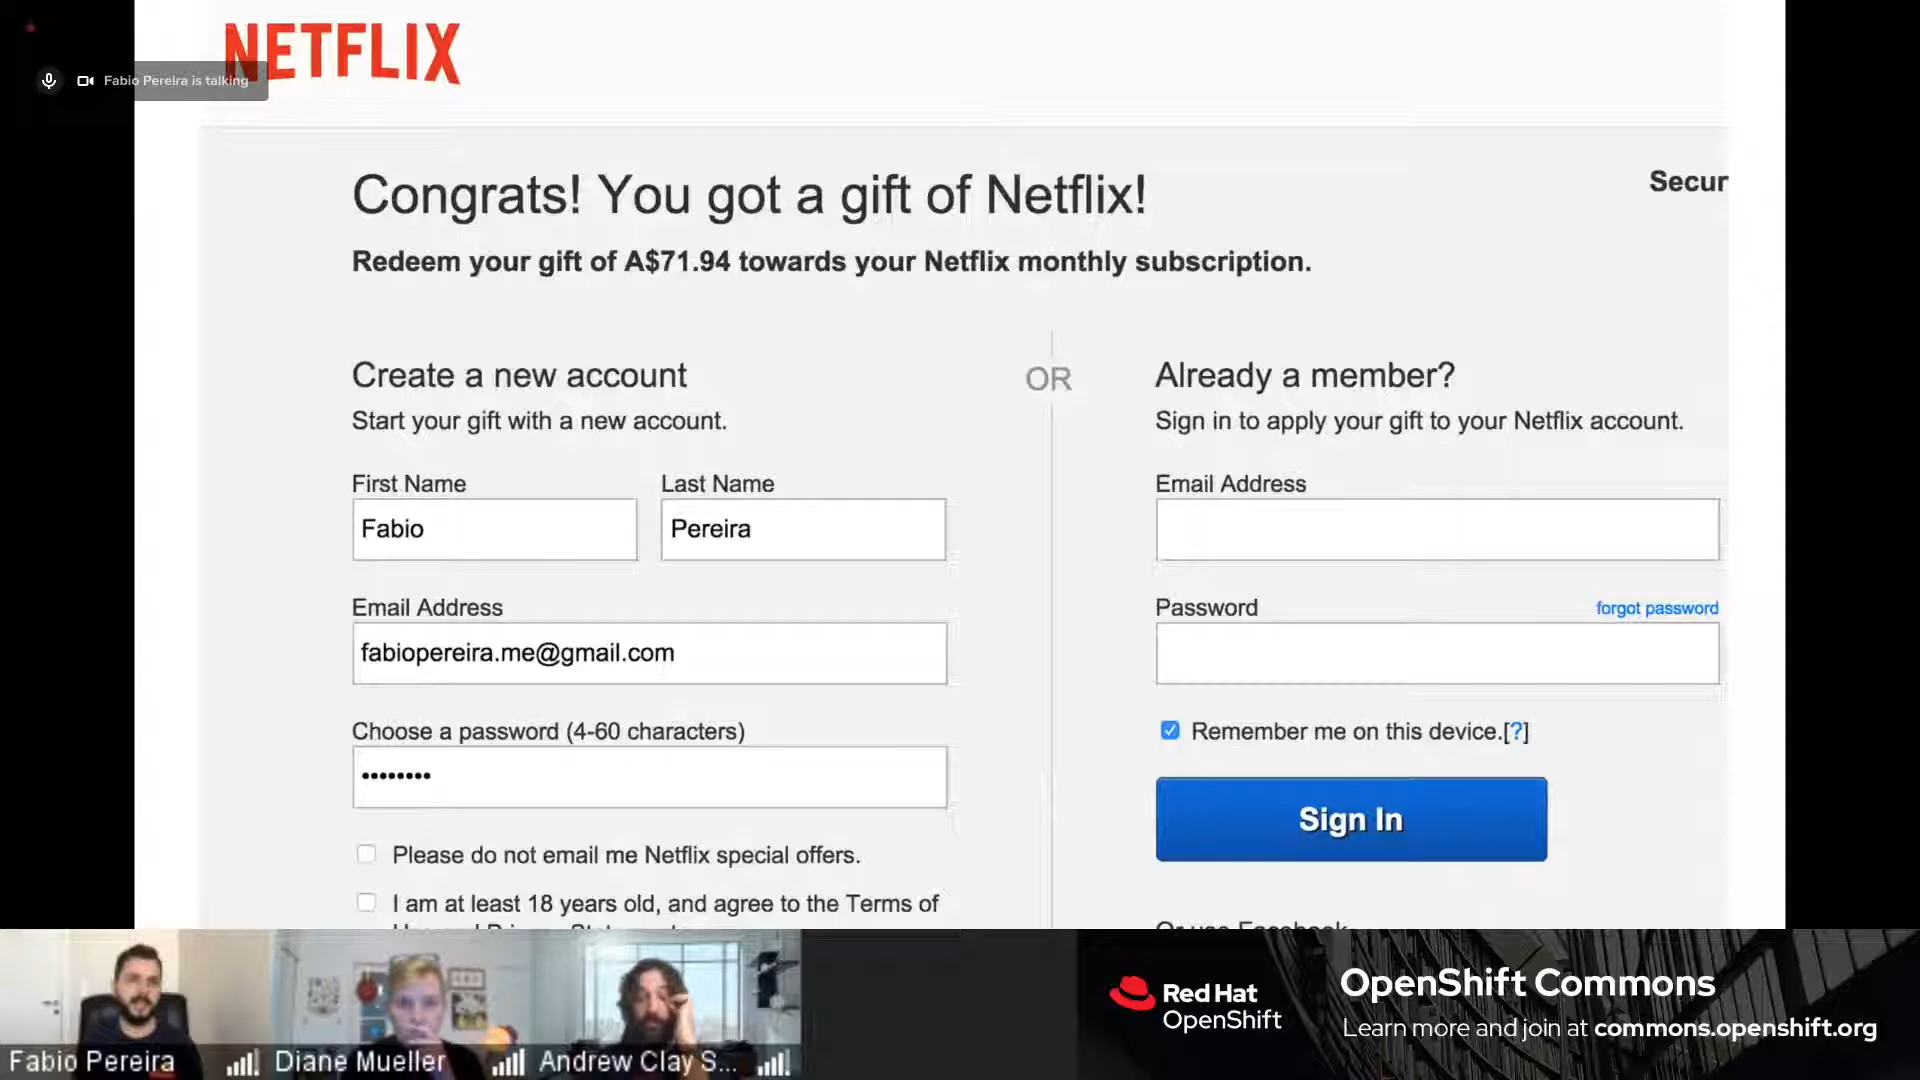 NETFLIX
Fabio Pereira is talking
Congrats! You got a gift of Netflix!
Secur
Redeem your gift of A$71.94 towards your Netflix monthly subscription.
Create a new account
OR
Already a member?
Start your gift with a new account.
Sign in to apply your gift to your Netflix account.
First Name
Last Name
Email Address
Fabio
Pereira
Email Address
Password
forgot password
fabiopereira.me@gmail.com
Choose a password (4-60 characters)
Remember me on this device.[?]
••••••••
Sign In
Please do not email me Netflix special offers.
I am at least 18 years old, and agree to the Terms of
Or use Facebook
Red Hat
OpenShift
OpenShift Commons
Learn more and join at commons.openshift.org
Fabio Pereira
Diane Mueller
Andrew Clay S...